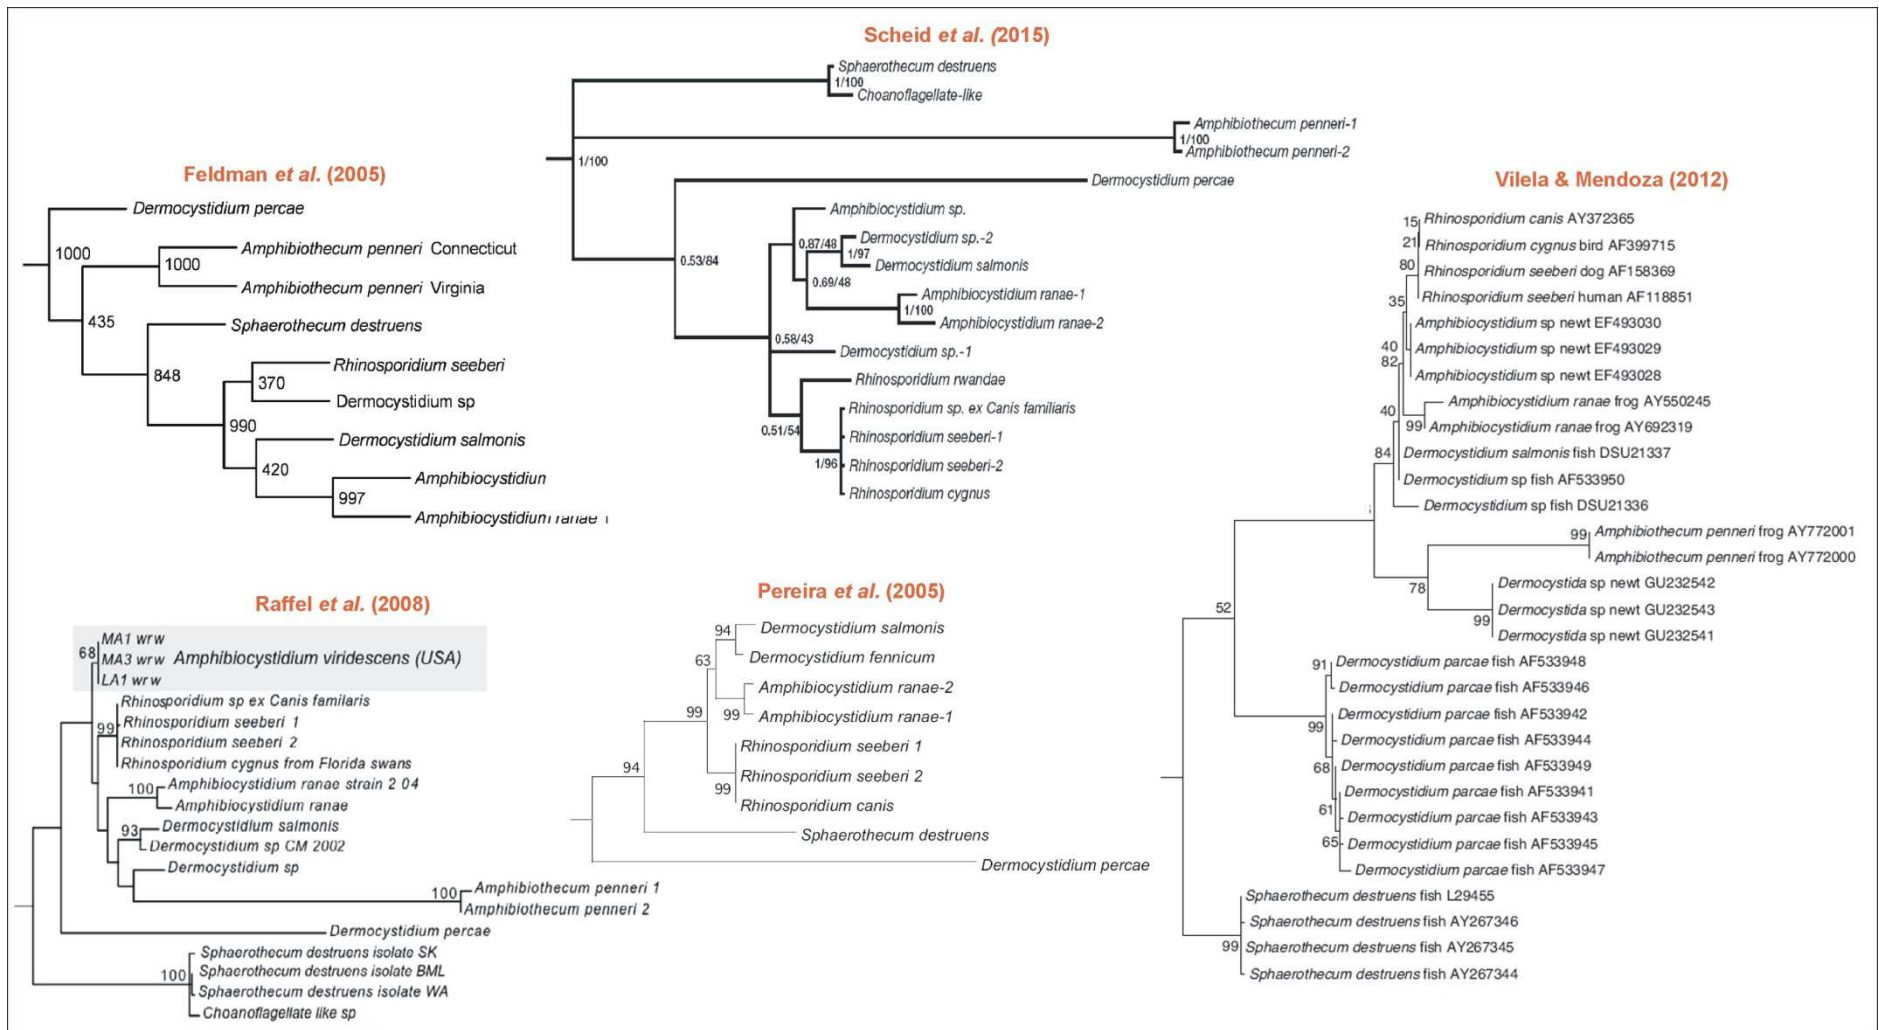 Scheid et al. (2015)
Sphaerothecum destruens
1/100
Choanoflagellate-like
Amphibiothecum penneri-1
1/100
Amphibiothecum penneri-2
1/100
Dermocystidium percae
Amphibiocystidium sp.
0.87/48
Dermocystidium sp.-2
1/97
Dermocystidium salmonis
0.53/84
0.69/48
Amphibiocystidium ranae-1
1/100
Amphibiocystidium ranae-2
0.58/43
Dermocystidium sp.-1
Rhinosporidium rwandae
Rhinosporidium sp. ex Canis familiaris
0.51/54
Rhinosporidium seeberi-1
1/96
Rhinosporidium seeberi-2
Rhinosporidium cygnus
Feldman et al. (2005)
Dermocystidium percae
1000
Amphibiothecum penneri Connecticut
1000
Amphibiothecum penneri Virginia
435
Sphaerothecum destruens
848
Rhinosporidium seeberi
370
Dermocystidium sp
990
Dermocystidium salmonis
420
Amphibiocystidiun
997
Amphibiocystidium ranae 1
Vilela & Mendoza (2012)
15
Rhinosporidium canis AY372365
21
Rhinosporidium cygnus bird AF399715
80
Rhinosporidium seeberi dog AF158369
35
Rhinosporidium seeberi human AF118851
Amphibiocystidium sp newt EF493030
40
Amphibiocystidium sp newt EF493029
82
Amphibiocystidium sp newt EF493028
40
Amphibiocystidium ranae frog AY550245
99
Amphibiocystidium ranae frog AY692319
84
Dermocystidium salmonis fish DSU21337
Dermocystidium sp fish AF533950
Dermocystidium sp fish DSU21336
99
Amphibiothecum penneri frog AY772001
Amphibiothecum penneri frog AY772000
78
Dermocystida sp newt GU232542
52
Dermocystida sp newt GU232543
99
Dermocystida sp newt GU232541
91
Dermocystidium parcae fish AF533948
Dermocystidium parcae fish AF533946
99
Dermocystidium parcae fish AF533942
Dermocystidium parcae fish AF533944
68
Dermocystidium parcae fish AF533949
Dermocystidium parcae fish AF533941
61
Dermocystidium parcae fish AF533943
65
Dermocystidium parcae fish AF533945
Dermocystidium parcae fish AF533947
Sphaerothecum destruens fish L29455
Sphaerothecum destruens fish AY267346
99
Sphaerothecum destruens fish AY267345
Sphaerothecum destruens fish AY267344
Raffel et al. (2008)
MA1 wrw
68
MA3 wrw Amphibiocystidium viridescens (USA)
LA1 wrw
Rhinosporidium sp ex Canis familaris
99
Rhinosporidium seeberi 1
Rhinosporidium seeberi 2
Rhinosporidium cygnus from Florida swans
100
Amphibiocystidium ranae strain 2 04
Amphibiocystidium ranae
93
Dermocystidium salmonis
Dermocystidium sp CM 2002
Dermocystidium sp
100
Amphibiothecum penneri 1
Amphibiothecum penneri 2
Dermocystidium percae
Sphaerothecum destruens isolate SK
100
Sphaerothecum destruens isolate BML
Sphaerothecum destruens isolate WA
Choanoflagellate like sp
Pereira et al. (2005)
94
Dermocystidium salmonis
63
Dermocystidium fennicum
Amphibiocystidium ranae-2
99
99
Amphibiocystidium ranae-1
Rhinosporidium seeberi 1
94
Rhinosporidium seeberi 2
99
Rhinosporidium canis
Sphaerothecum destruens
Dermocystidium percae